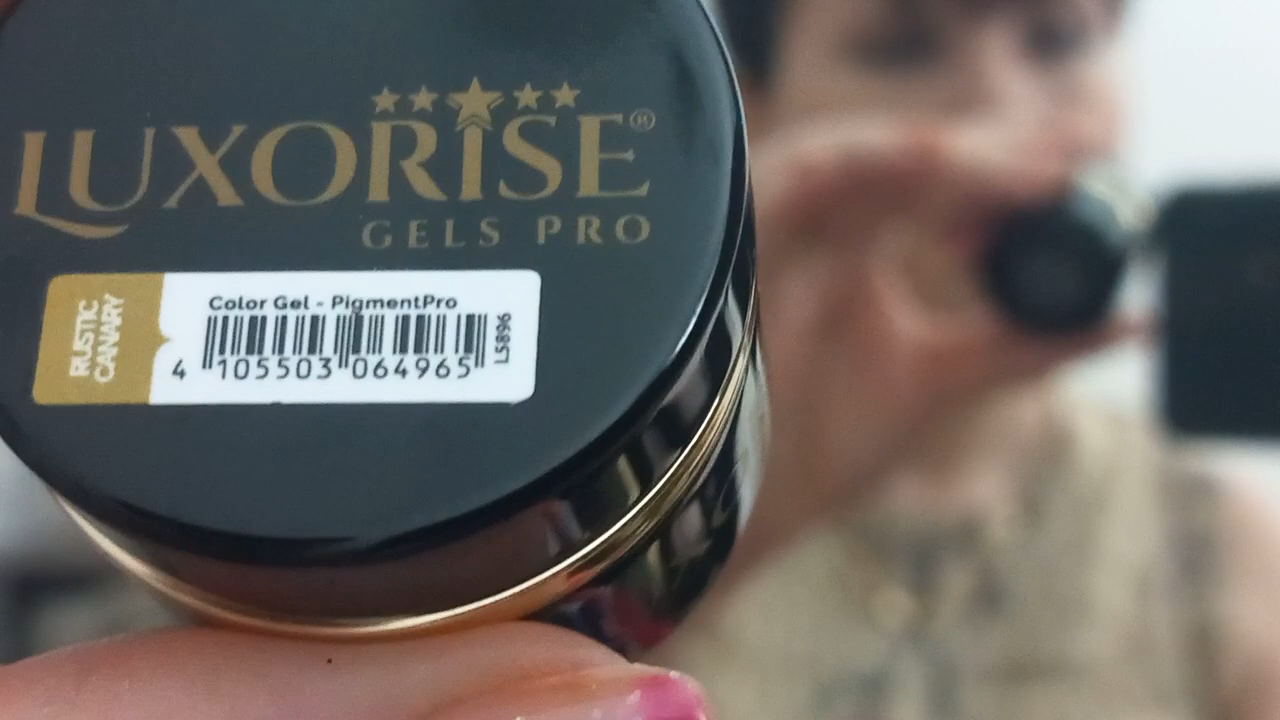 LUXORISE®
GELS PRO
RUSTIC
CANARY
Color Gel - PigmentPro
4 105503 064965
L5896